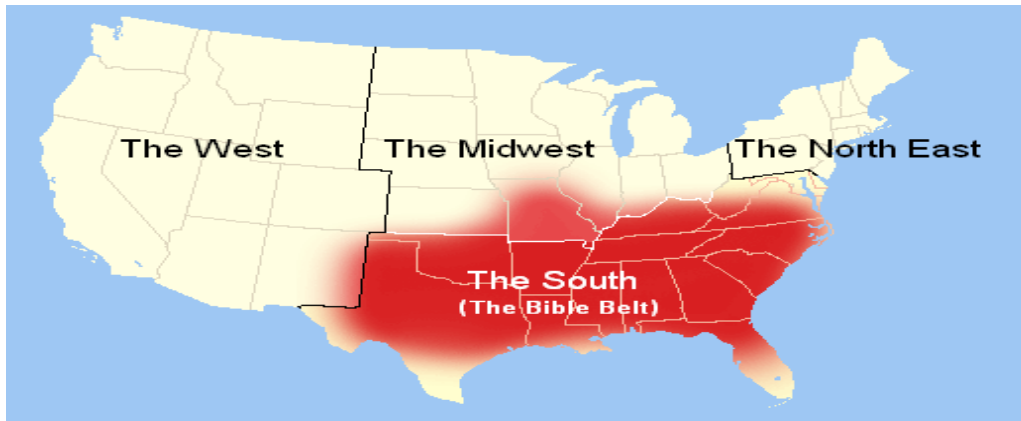 The West
The Midwest
The North East
The South
(The Bible Belt)